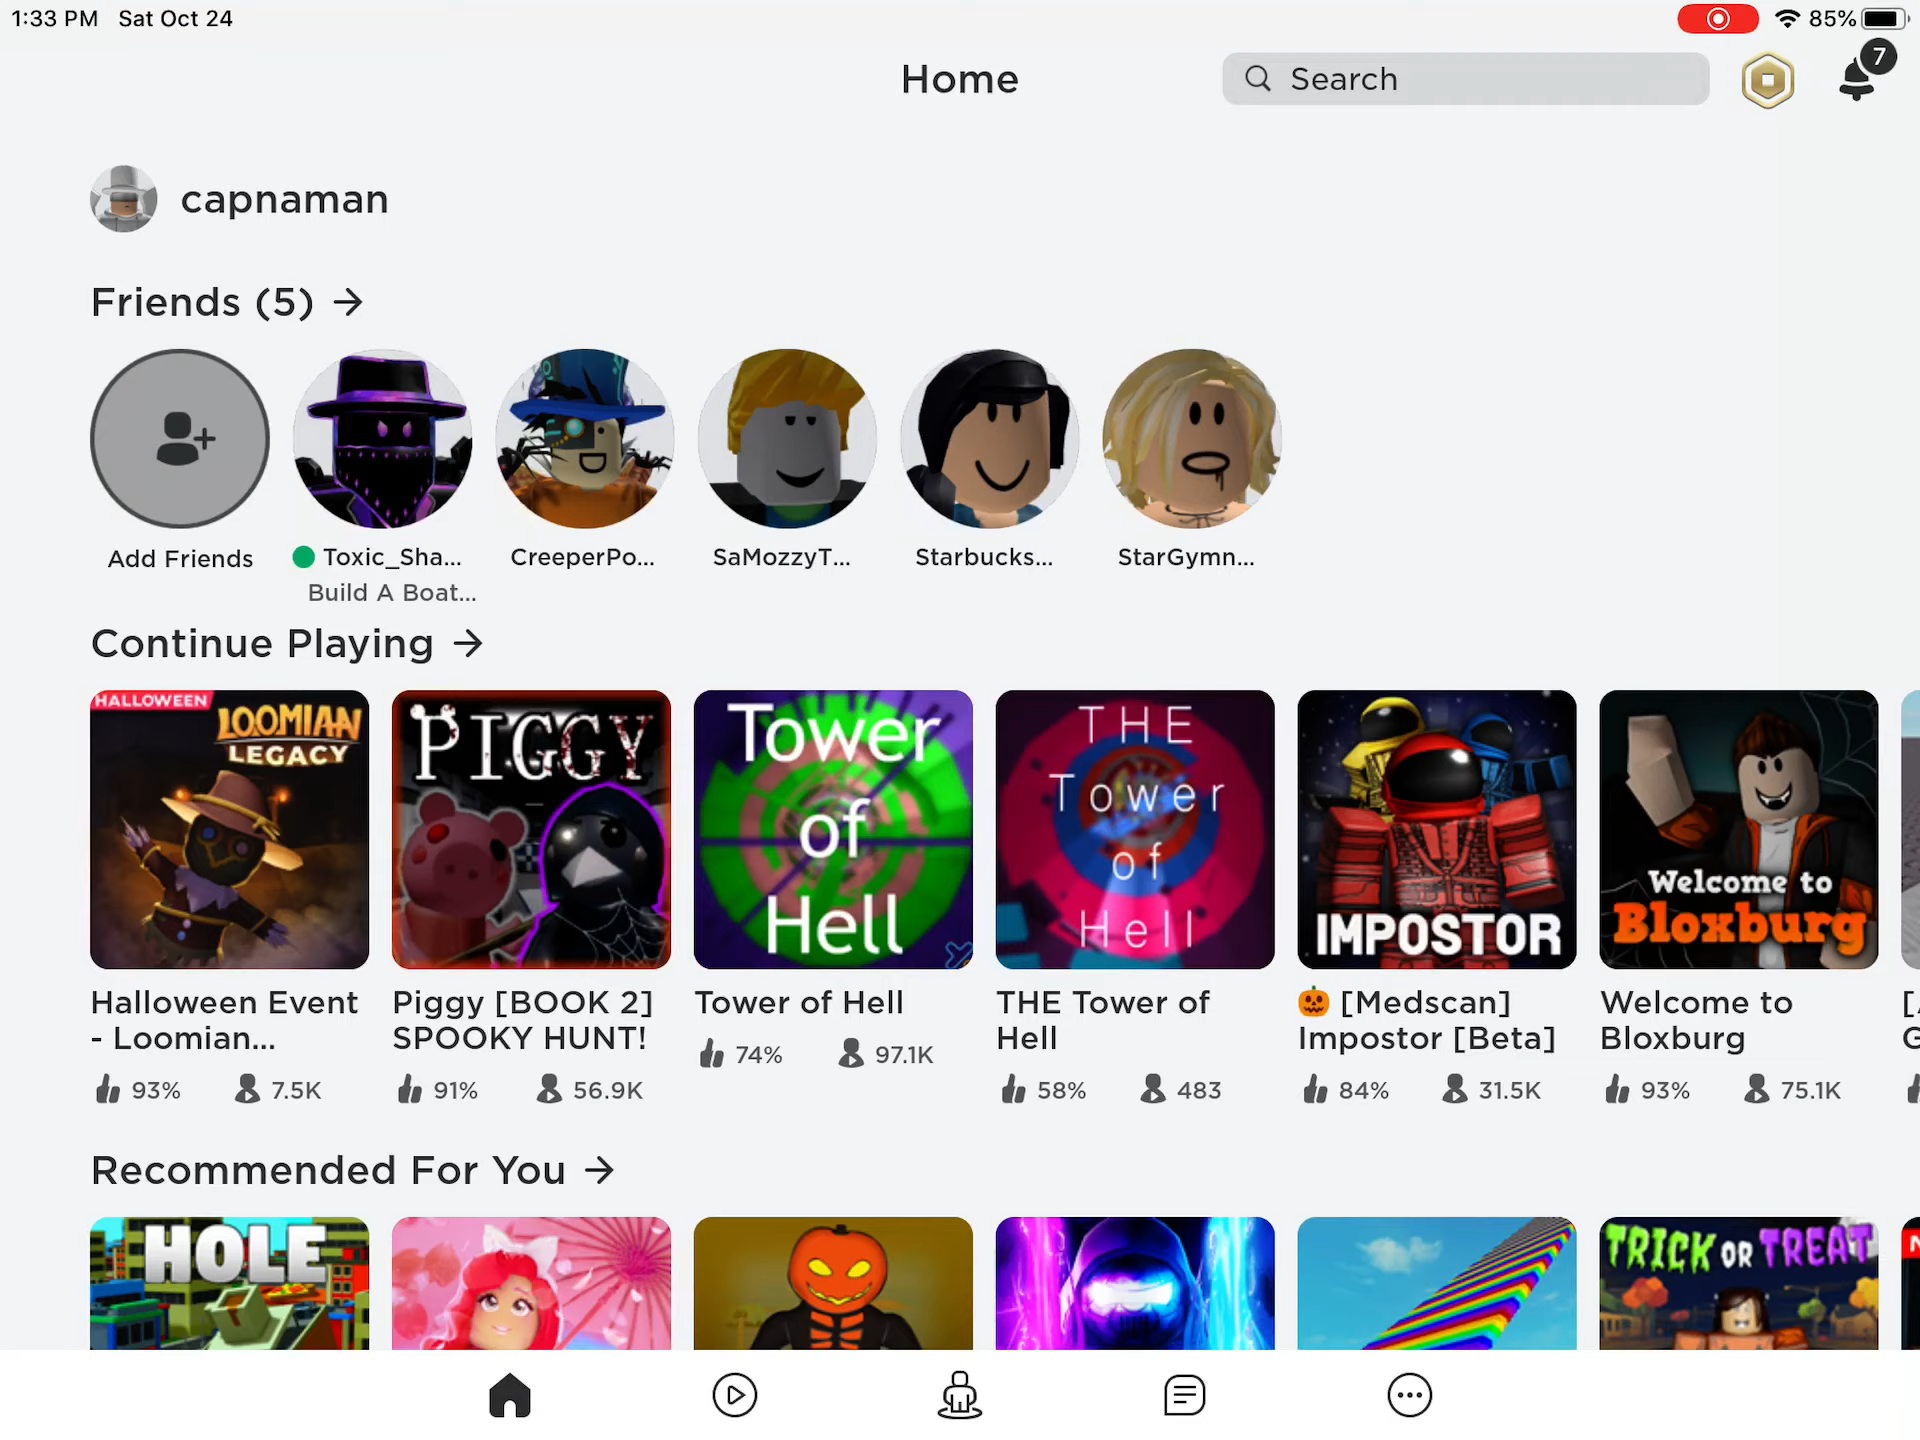 1:33 PM Sat Oct 24
85%
Home
Search
7
capnaman
Friends (5)
Add Friends
Toxic_Sha...
CreeperPo...
SaMozzyT...
Starbucks...
StarGymn...
Build A Boat...
Continue Playing
HALLOWEEN
LOOMIAN
LEGACY
PIGGY
Tower
of
Hell
THE
Tower
of
Hell
IMPOSTOR
Welcome to
Bloxburg
Halloween Event
- Loomian...
93% 7.5K
Piggy [BOOK 2]
SPOOKY HUNT!
91% 56.9K
Tower of Hell
74% 97.1K
THE Tower of
Hell
58% 483
🎃 [Medscan]
Impostor [Beta]
84% 31.5K
Welcome to
Bloxburg
93% 75.1K
Recommended For You
HOLE
TRICK OR TREAT